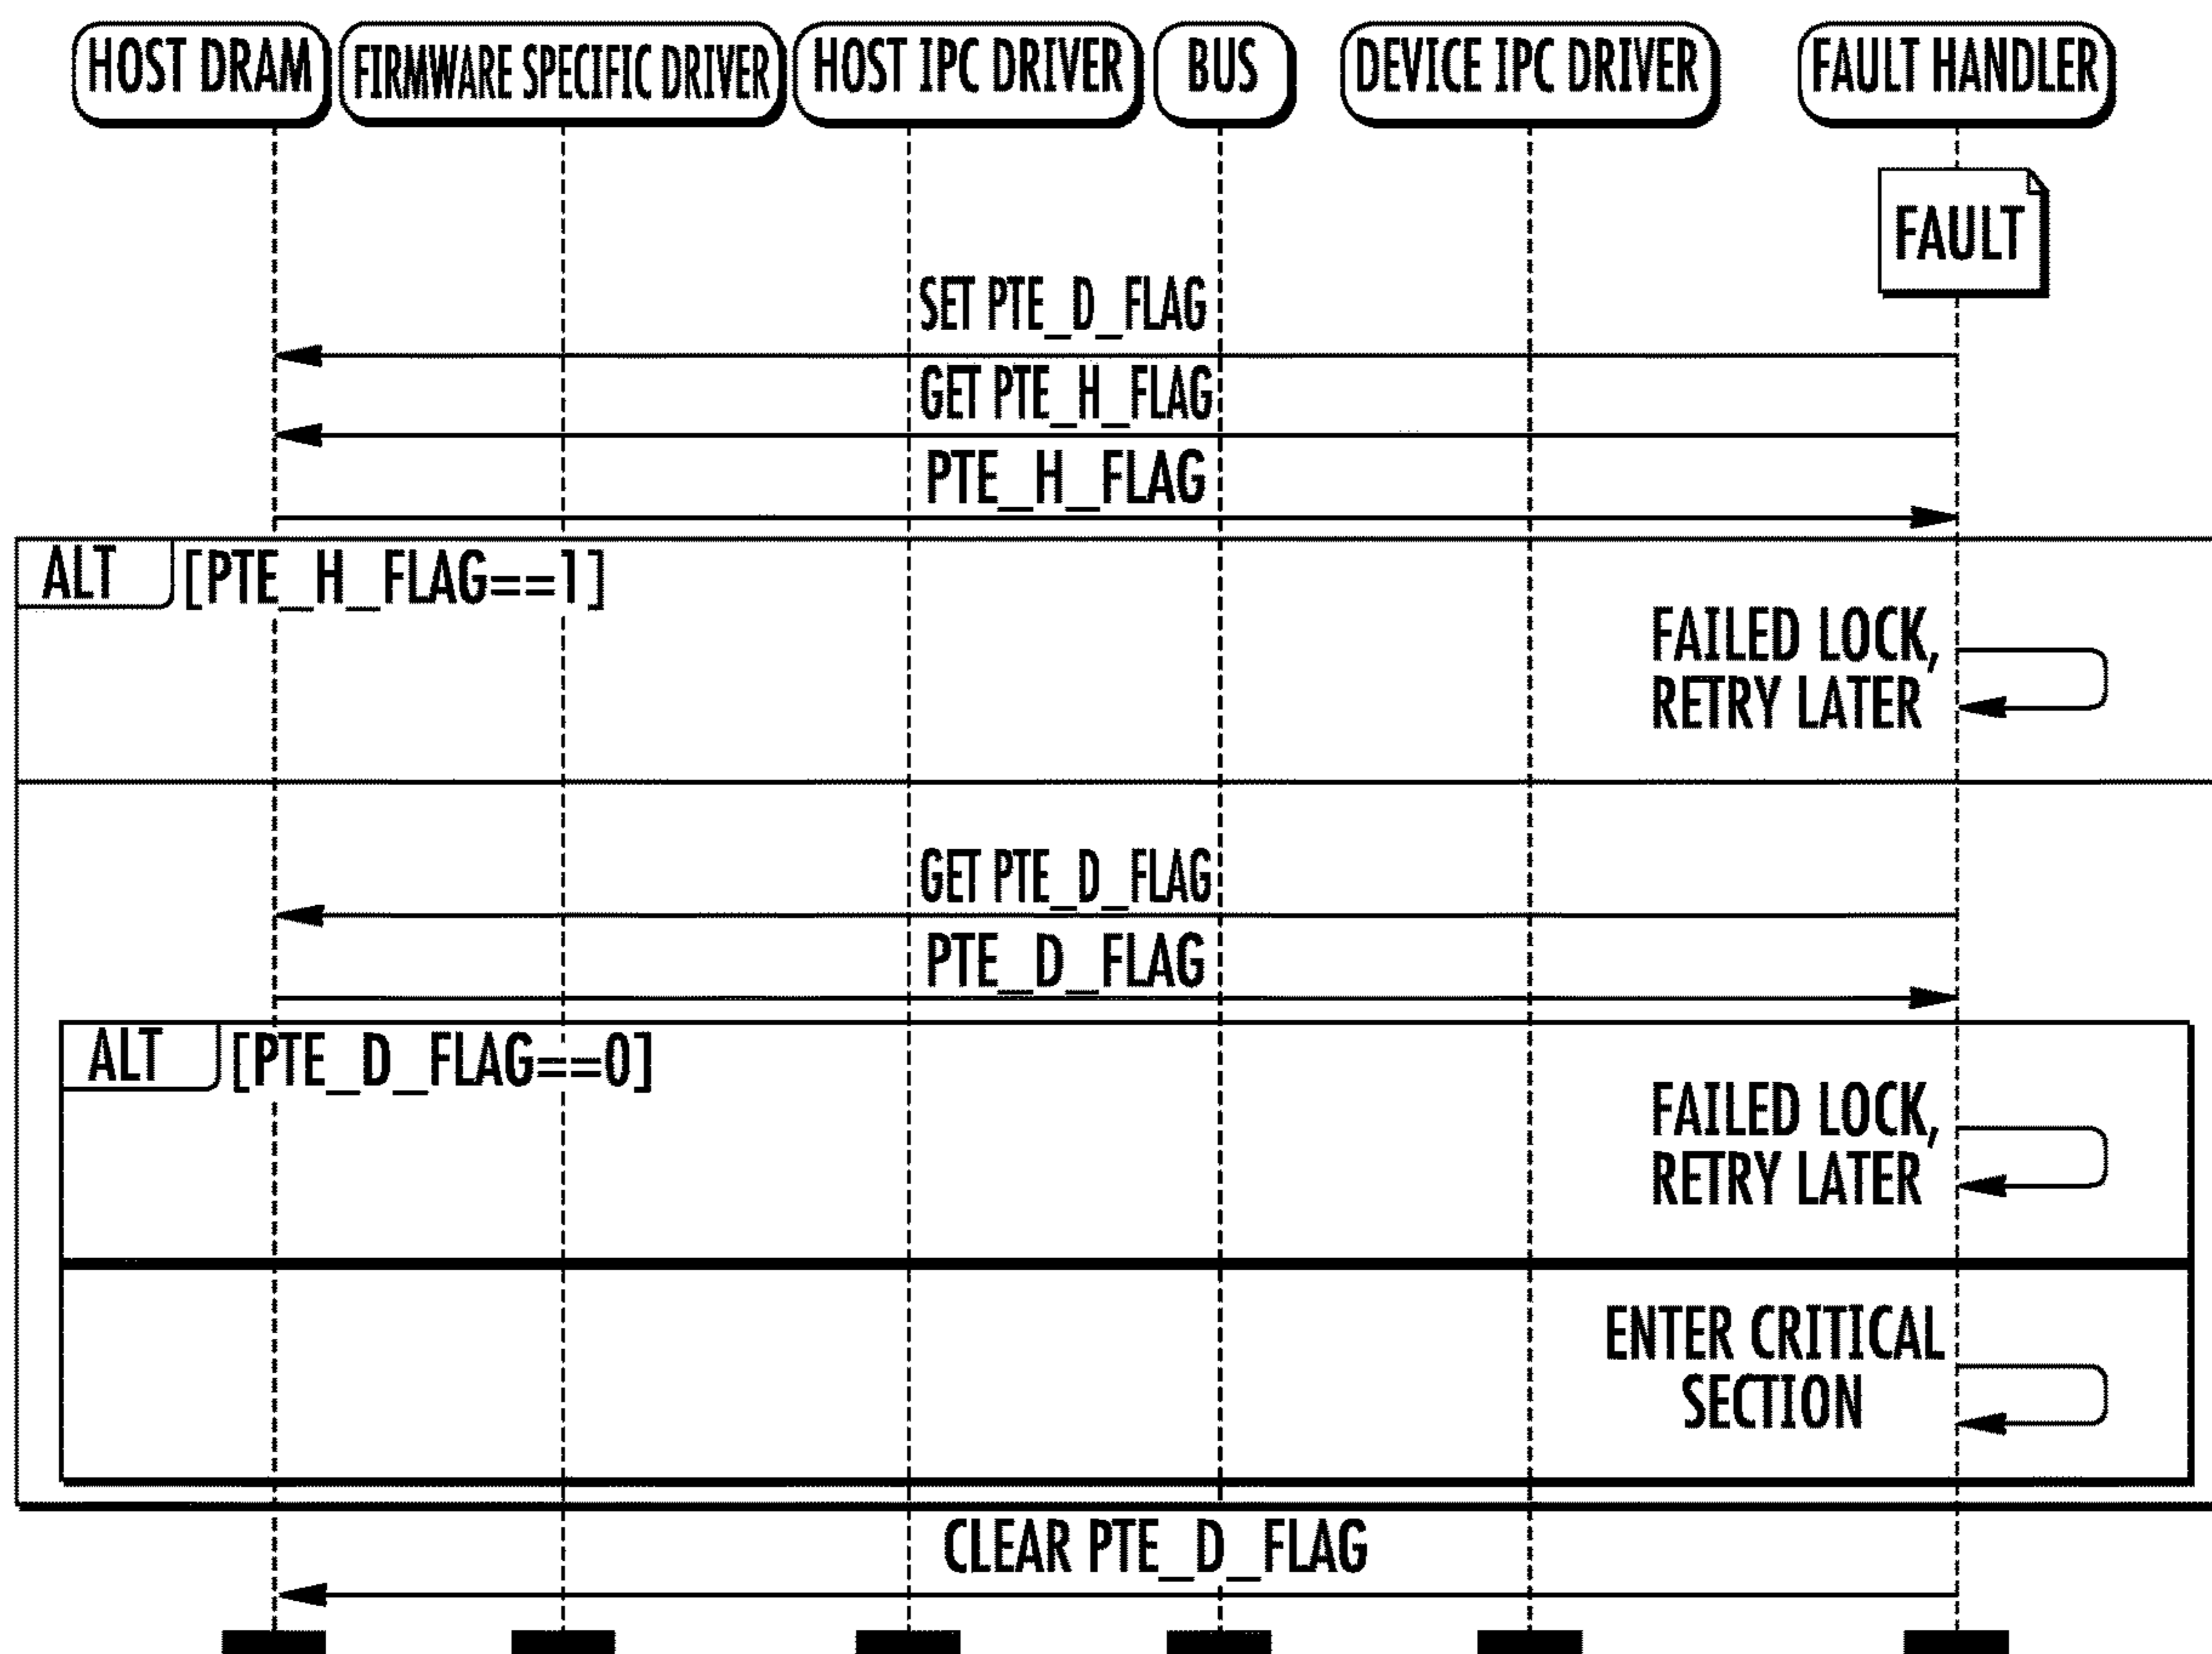 HOST DRAM
FIRMWARE SPECIFIC DRIVER
HOST IPC DRIVER
BUS
DEVICE IPC DRIVER
FAULT HANDLER
FAULT
SET PTE_D_FLAG
GET PTE_H_FLAG
PTE_H_FLAG
ALT [PTE_H_FLAG==1]
FAILED LOCK,
RETRY LATER
GET PTE_D_FLAG
PTE_D_FLAG
ALT [PTE_D_FLAG==0]
FAILED LOCK,
RETRY LATER
ENTER CRITICAL
SECTION
CLEAR PTE_D_FLAG